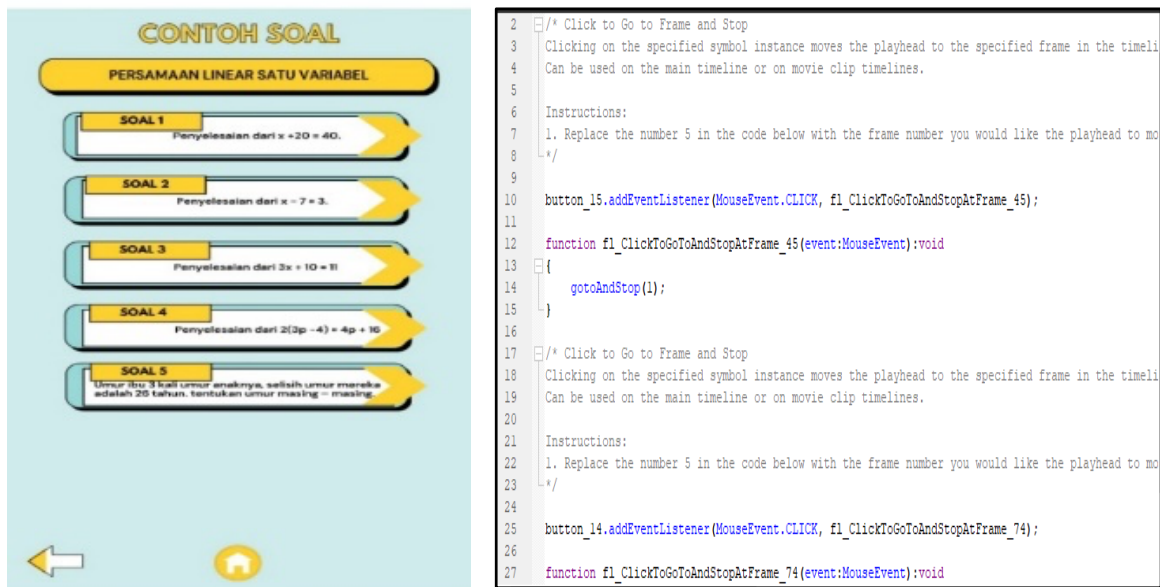 CONTOH SOAL
PERSAMAAN LINEAR SATU VARIABEL
SOAL 1
Penyelesaian dari x +20 = 40.
SOAL 2
Penyelesaian dari x – 7 = 3.
SOAL 3
Penyelesaian dari 3x + 10 = 11
SOAL 4
Penyelesaian dari 2(3p –4) = 4p + 16
SOAL 5
Umur ibu 3 kali umur anaknya, selisih umur mereka
adalah 26 tahun. tentukan umur masing – masing.
2 /* Click to Go to Frame and Stop
3 Clicking on the specified symbol instance moves the playhead to the specified frame in the timeli
4 Can be used on the main timeline or on movie clip timelines.
5
6 Instructions:
7 1. Replace the number 5 in the code below with the frame number you would like the playhead to mo
8 */
9
10 button_15.addEventListener(MouseEvent.CLICK, fl_ClickToGoToAndStopAtFrame_45);
11
12 function fl_ClickToGoToAndStopAtFrame_45(event:MouseEvent):void
13 {
14 gotoAndStop(1);
15 }
16
17 /* Click to Go to Frame and Stop
18 Clicking on the specified symbol instance moves the playhead to the specified frame in the timeli
19 Can be used on the main timeline or on movie clip timelines.
20
21 Instructions:
22 1. Replace the number 5 in the code below with the frame number you would like the playhead to mo
23 */
24
25 button_14.addEventListener(MouseEvent.CLICK, fl_ClickToGoToAndStopAtFrame_74);
26
27 function fl_ClickToGoToAndStopAtFrame_74(event:MouseEvent):void